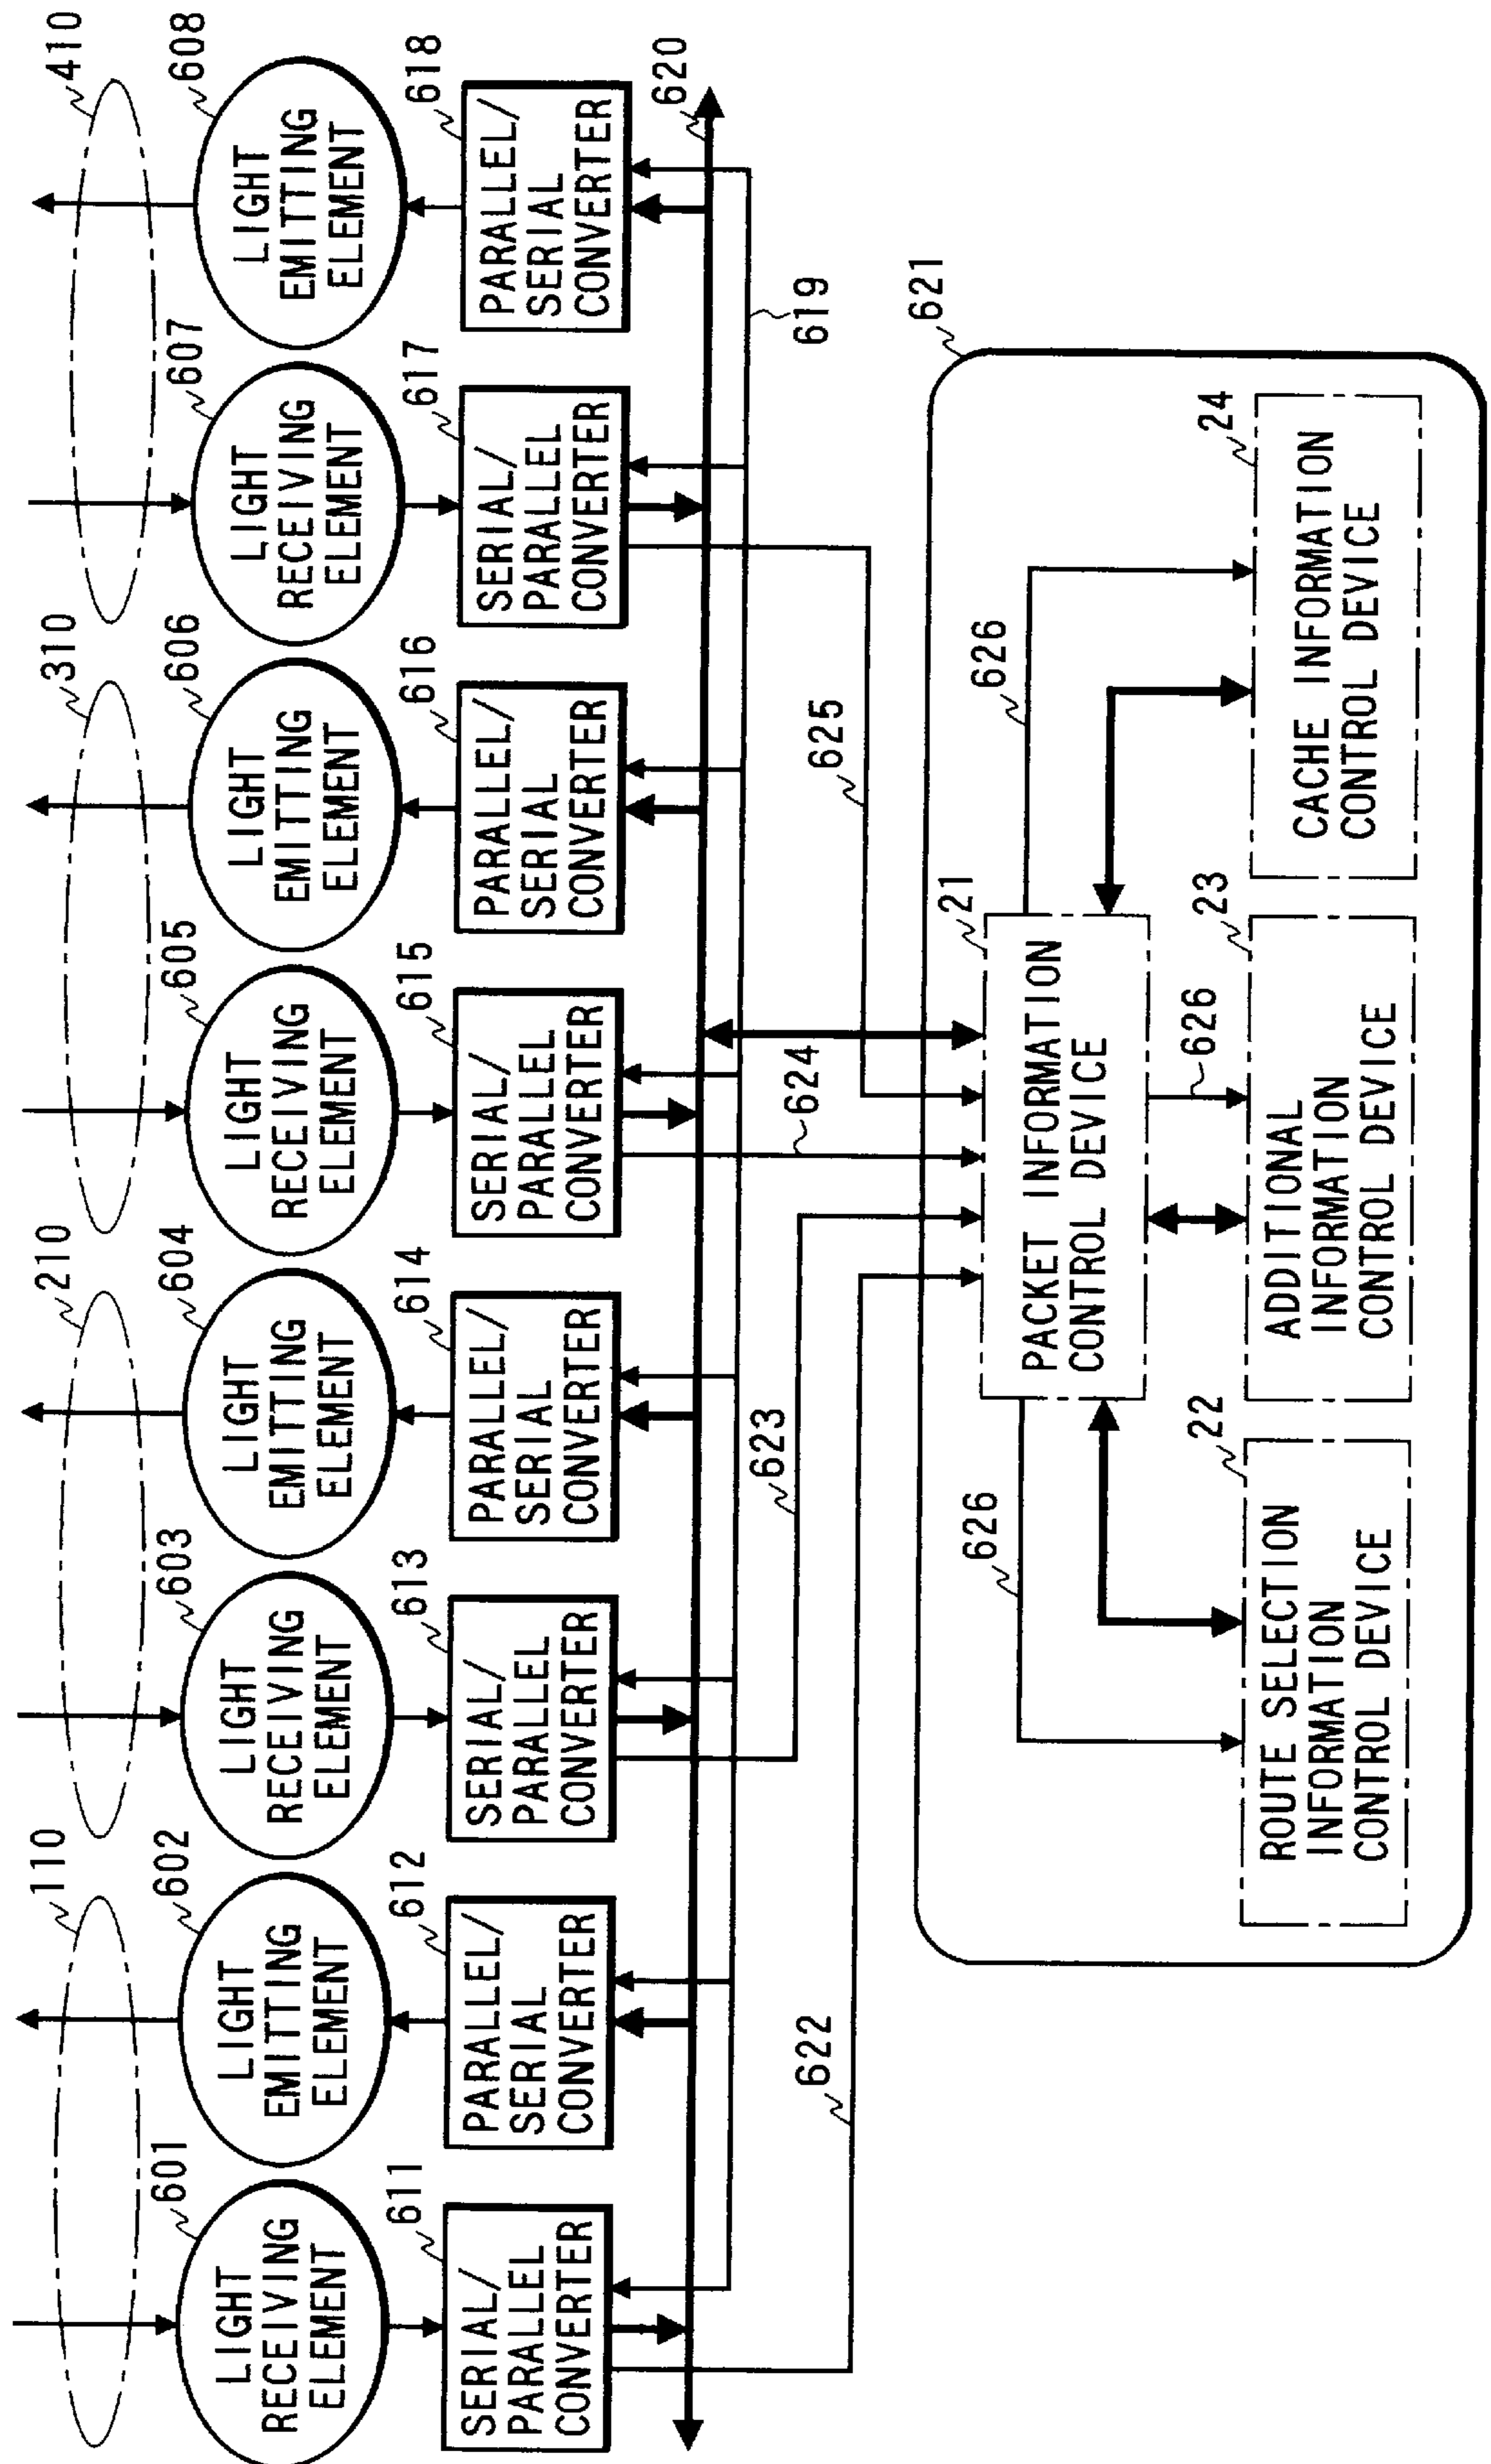 110
210
310
410
601
602
603
604
605
606
607
608
LIGHT
RECEIVING
ELEMENT
LIGHT
EMITTING
ELEMENT
LIGHT
RECEIVING
ELEMENT
LIGHT
EMITTING
ELEMENT
LIGHT
RECEIVING
ELEMENT
LIGHT
EMITTING
ELEMENT
LIGHT
RECEIVING
ELEMENT
LIGHT
EMITTING
ELEMENT
611
612
613
614
615
616
617
618
SERIAL/
PARALLEL
CONVERTER
PARALLEL/
SERIAL
CONVERTER
SERIAL/
PARALLEL
CONVERTER
PARALLEL/
SERIAL
CONVERTER
SERIAL/
PARALLEL
CONVERTER
PARALLEL/
SERIAL
CONVERTER
SERIAL/
PARALLEL
CONVERTER
PARALLEL/
SERIAL
CONVERTER
620
619
622
623
624
625
621
21
PACKET INFORMATION
CONTROL DEVICE
626
626
626
22
ROUTE SELECTION
INFORMATION
CONTROL DEVICE
23
ADDITIONAL
INFORMATION
CONTROL DEVICE
24
CACHE INFORMATION
CONTROL DEVICE